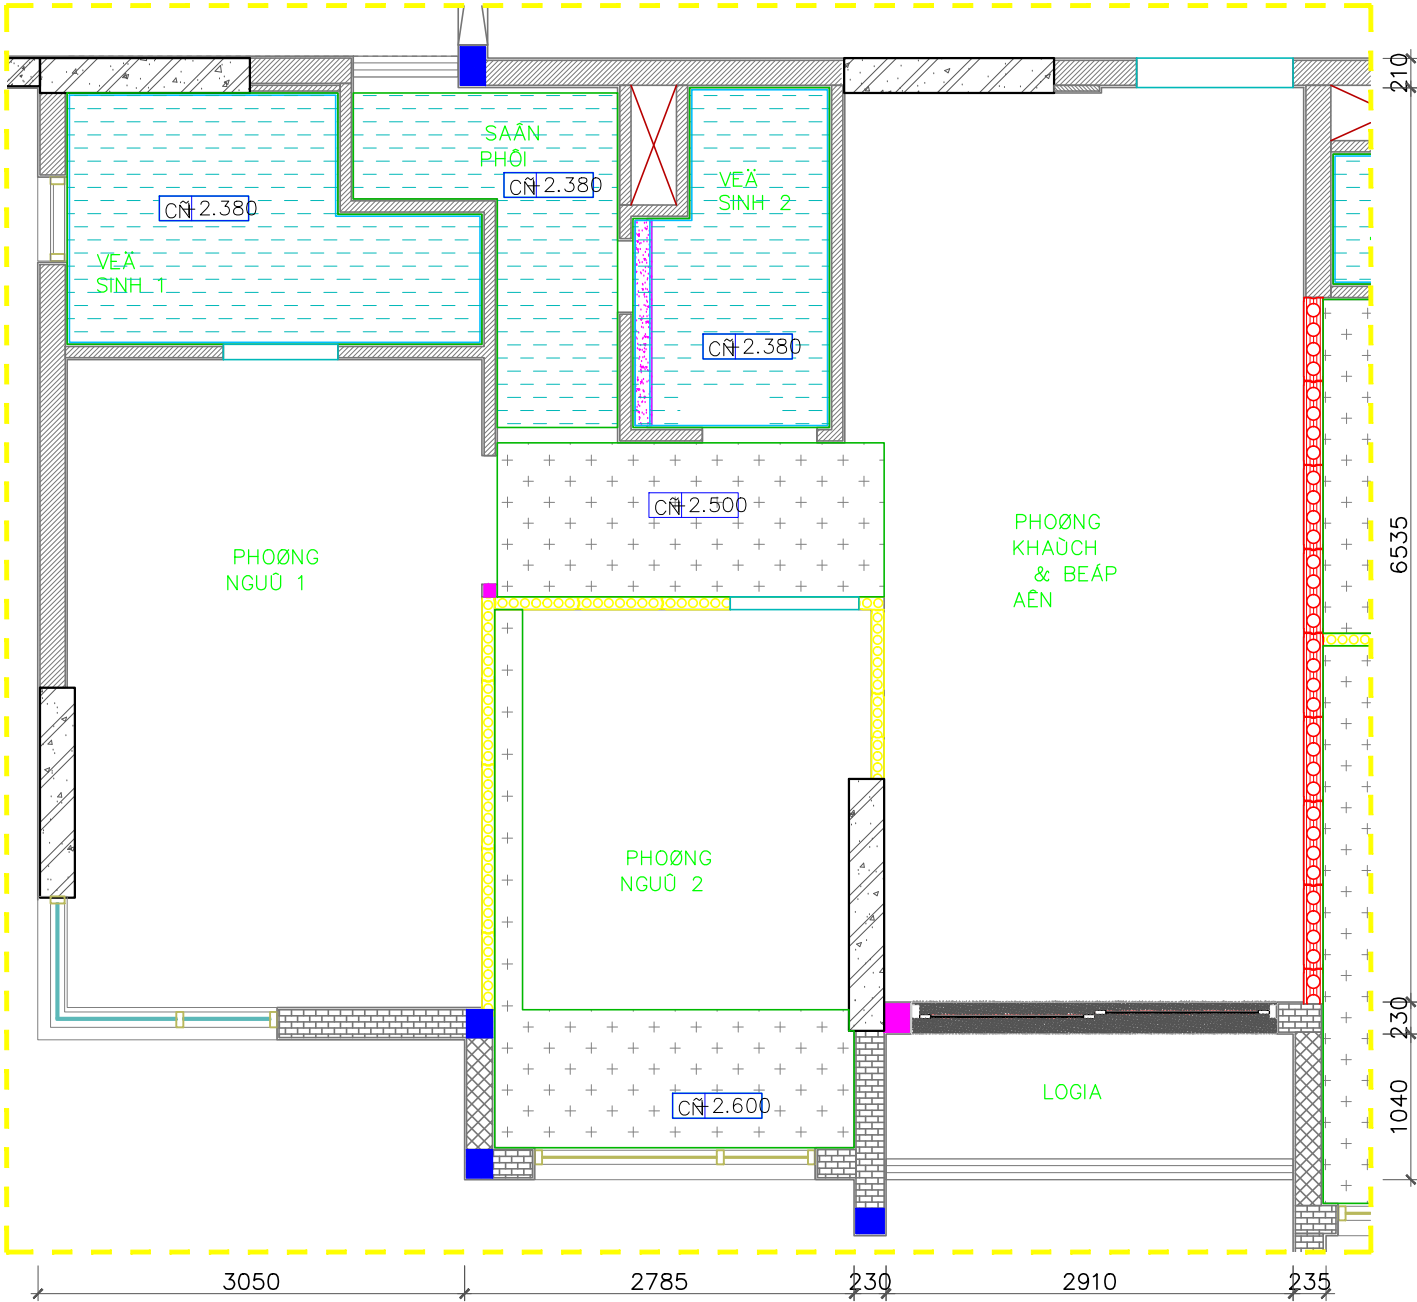 210
SAÂN
PHÔI
CÑ +2.380
VEÄ
SINH 2
CÑ +2.380
VEÄ
SINH 1
CÑ +2.380
CÑ +2.500
PHOØNG
KHAÙCH
& BEÁP
AÊN
6535
PHOØNG
NGUÛ 1
PHOØNG
NGUÛ 2
230
LOGIA
CÑ +2.600
1040
3050
2785
230
2910
235